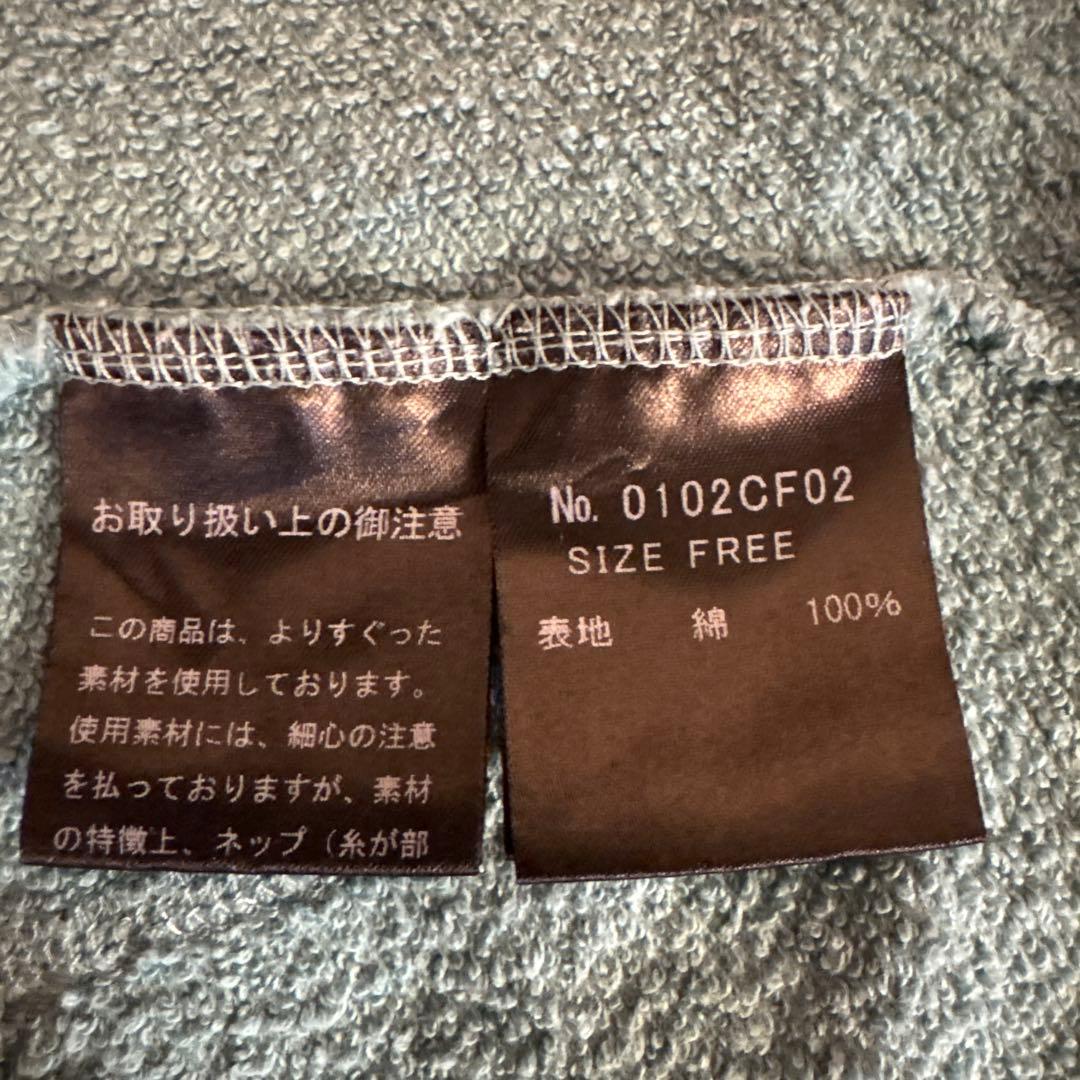 お取り扱い上の御注意
この商品は、よりすぐった
素材を使用しております。
使用素材には、細心の注意
を払っておりますが、素材
の特徴上、ネップ（糸が部
No. 0102CF02
SIZE FREE
表地 綿 100%